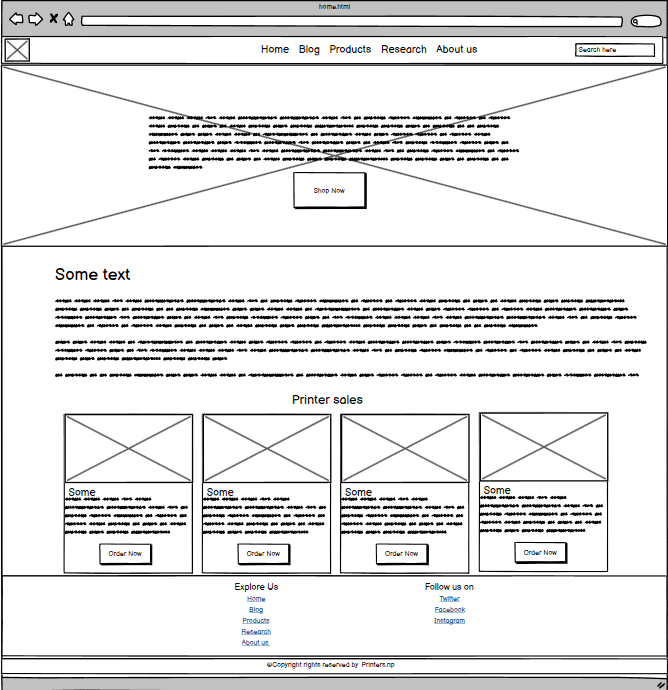 home.html
Home Blog Products Research About us
Search here
Shop Now
Some text
Printer sales
Some Some Some Some
Order Now Order Now Order Now Order Now
Explore Us
Home
Blog
Products
Research
About us
Follow us on
Twitter
Facebook
Instagram
©Copyright rights reserved by Printers.np